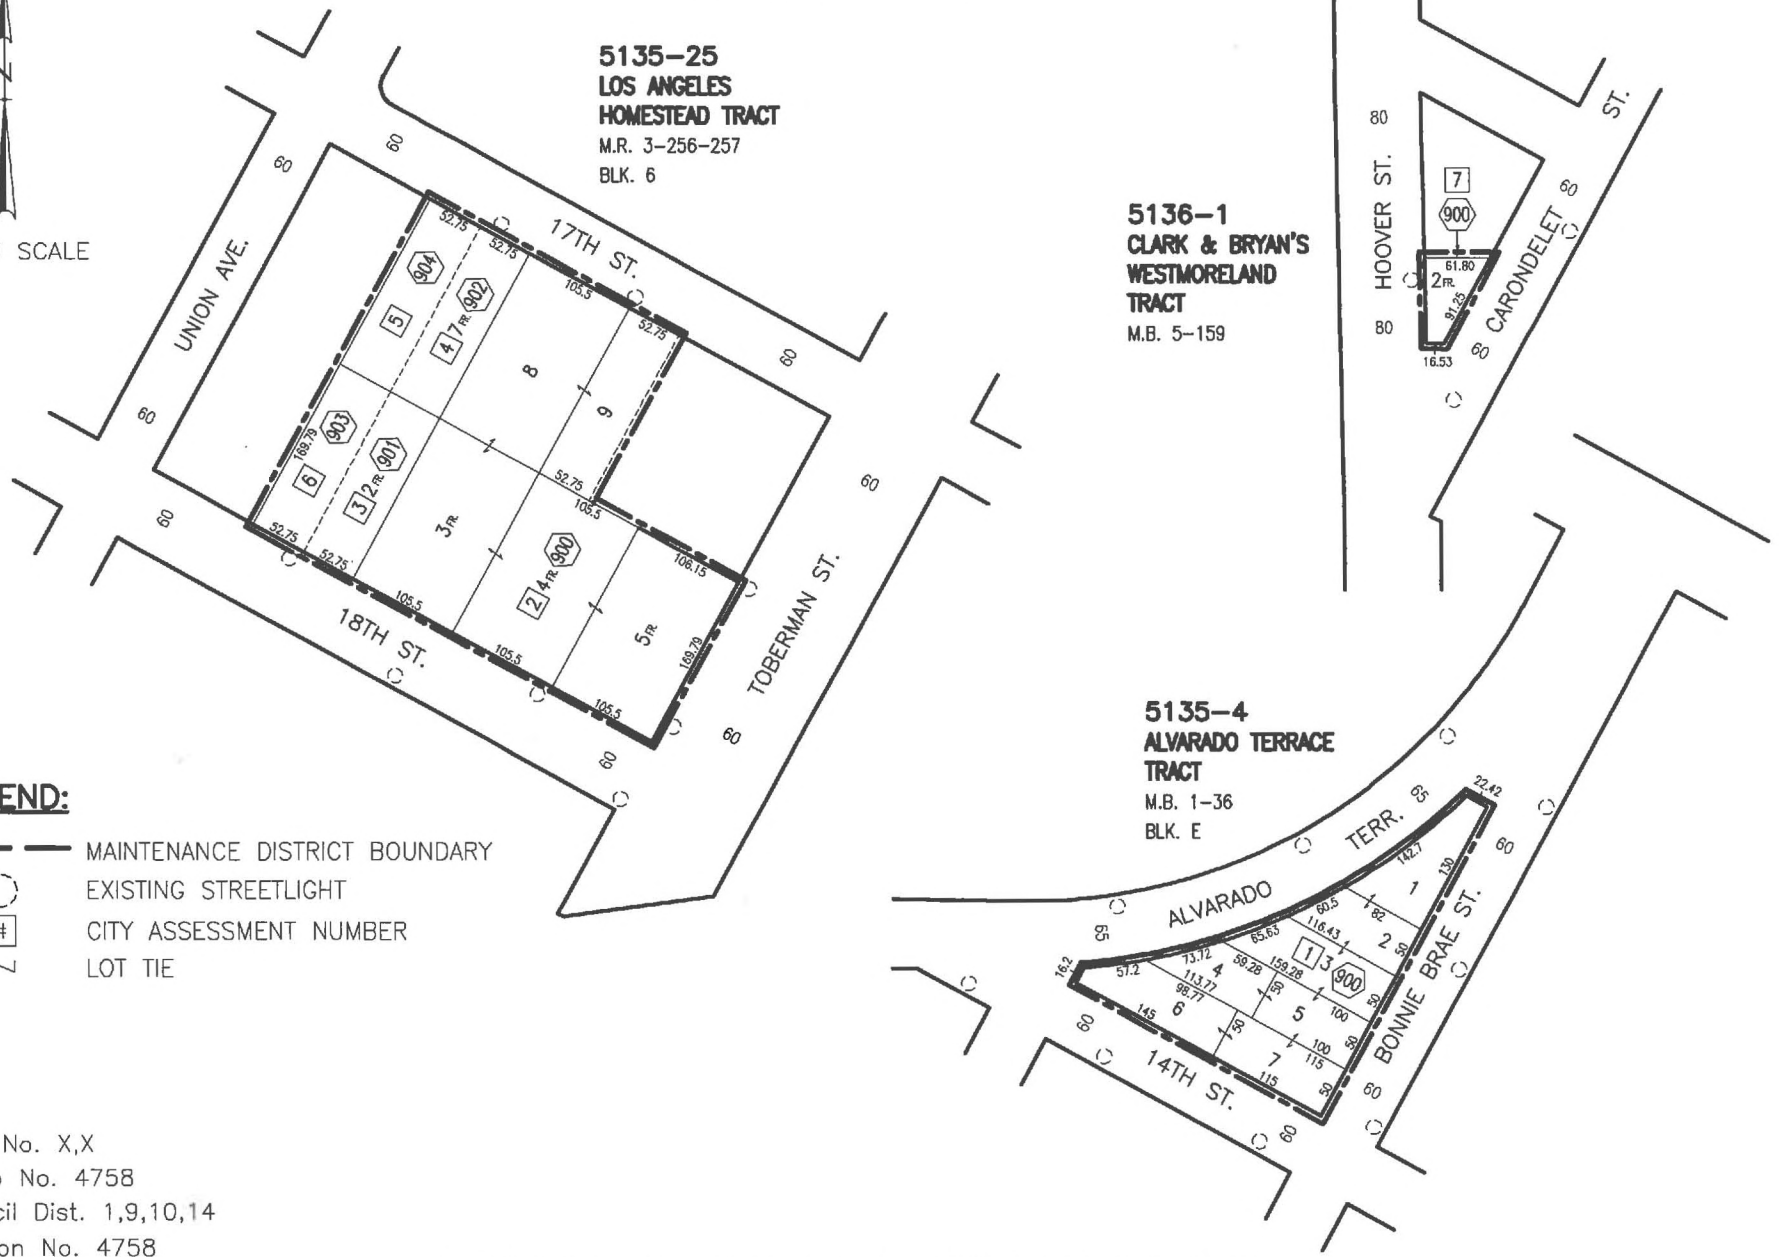 SCALE
5135-25
LOS ANGELES
HOMESTEAD TRACT
M.R. 3-256-257
BLK. 6
60
60
60
60
60
60
60
60
UNION AVE.
17TH ST.
18TH ST.
TOBERMAN ST.
52.75
52.75
105.5
52.75
904
902
5
4
7FR.
8
9
169.79
903
901
6
3
2FR.
3FR.
52.75
105.5
900
2
4FR.
106.15
5FR.
169.79
52.75
52.75
105.5
105.5
105.5
5136-1
CLARK & BRYAN'S
WESTMORELAND
TRACT
M.B. 5-159
80
HOOVER ST.
80
7
900
61.80
2FR.
91.25
16.53
60
CARONDELET
ST.
60
5135-4
ALVARADO TERRACE
TRACT
M.B. 1-36
BLK. E
65
ALVARADO
TERR.
65
22.42
60
142.7
130
1
60.5
82
116.43
2
50
65.63
1
3
900
73.72
59.28
159.28
4
50
50
57.2
113.77
98.77
16.2
6
5
100
50
145
50
100
115
7
115
50
60
14TH ST.
60
60
BONNIE BRAE ST.
END:
MAINTENANCE DISTRICT BOUNDARY
EXISTING STREETLIGHT
#
CITY ASSESSMENT NUMBER
LOT TIE
No. X,X
No. 4758
Dist. 1,9,10,14
No. 4758